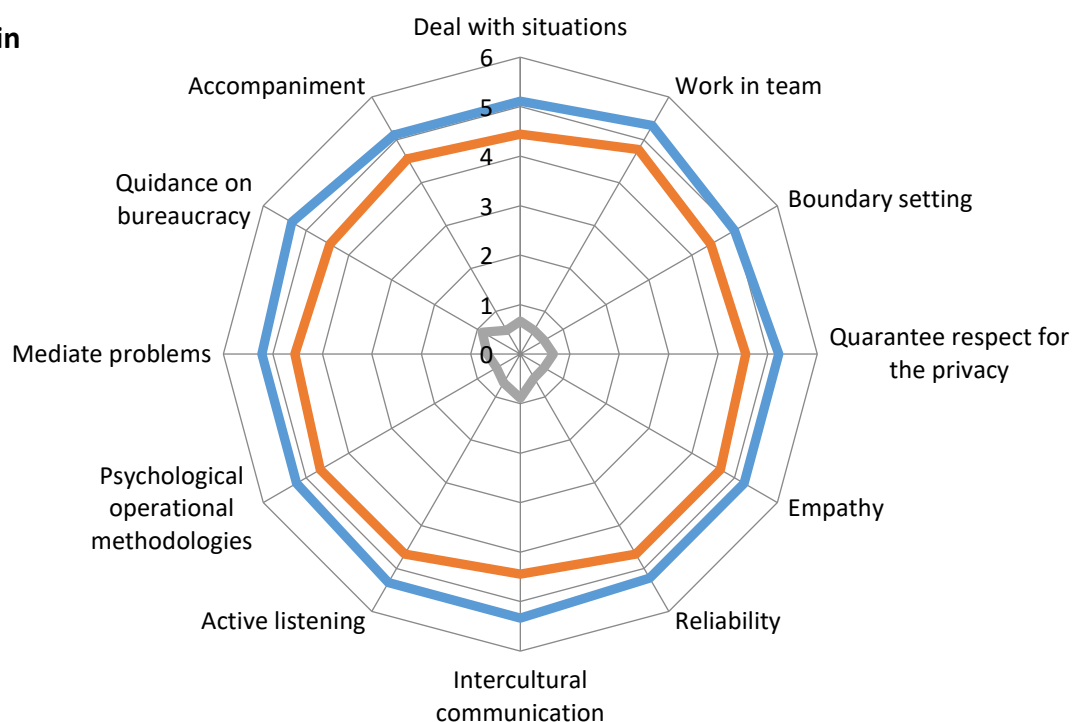 in
Deal with situations
Work in team
Boundary setting
Quarantee respect for
the privacy
Empathy
Reliability
Intercultural
communication
Active listening
Psychological
operational
methodologies
Mediate problems
Quidance on
bureaucracy
Accompaniment
6
5
4
3
2
1
0